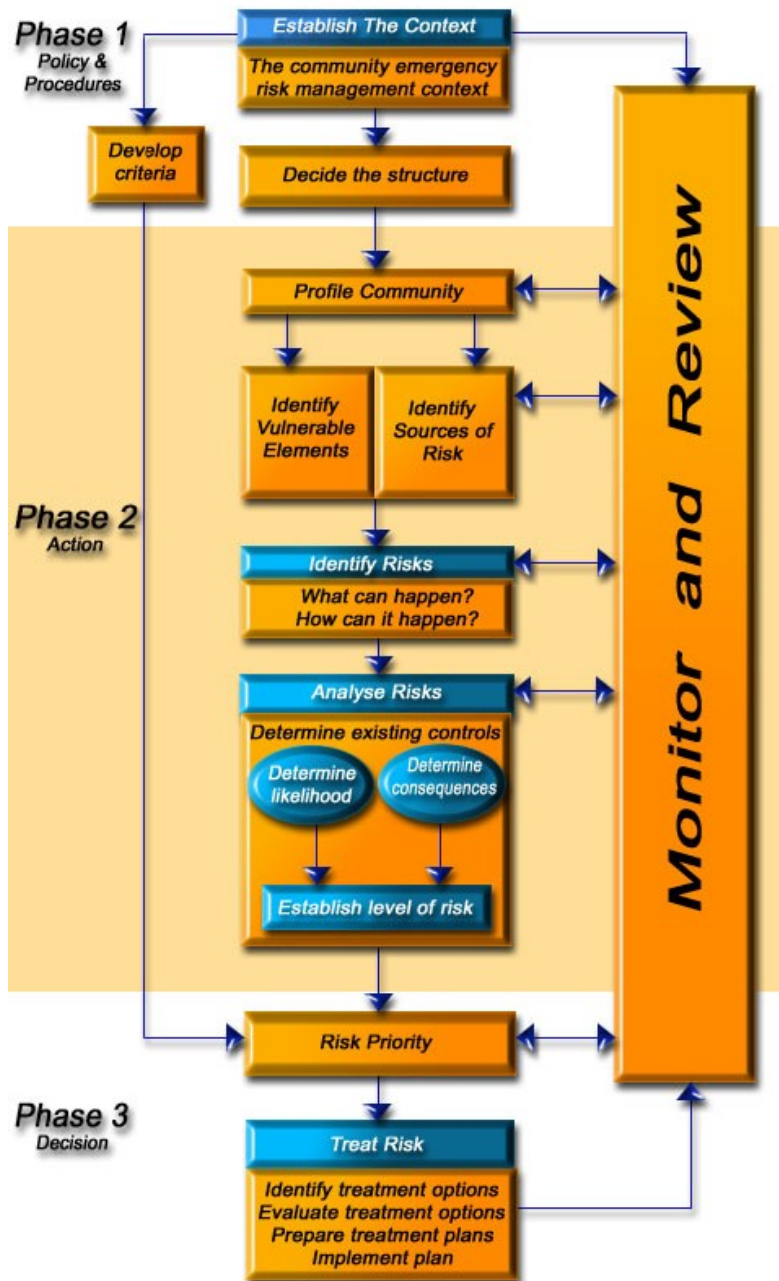 Phase 1
Policy &
Procedures
Establish The Context
The community emergency
risk management context
Develop
criteria
Decide the structure
Profile Community
Identify
Vulnerable
Elements
Identify
Sources of
Risk
Phase 2
Action
Identify Risks
What can happen?
How can it happen?
Analyse Risks
Determine existing controls
Determine
likelihood
Determine
consequences
Establish level of risk
Monitor and Review
Risk Priority
Phase 3
Decision
Treat Risk
Identify treatment options
Evaluate treatment options
Prepare treatment plans
Implement plan